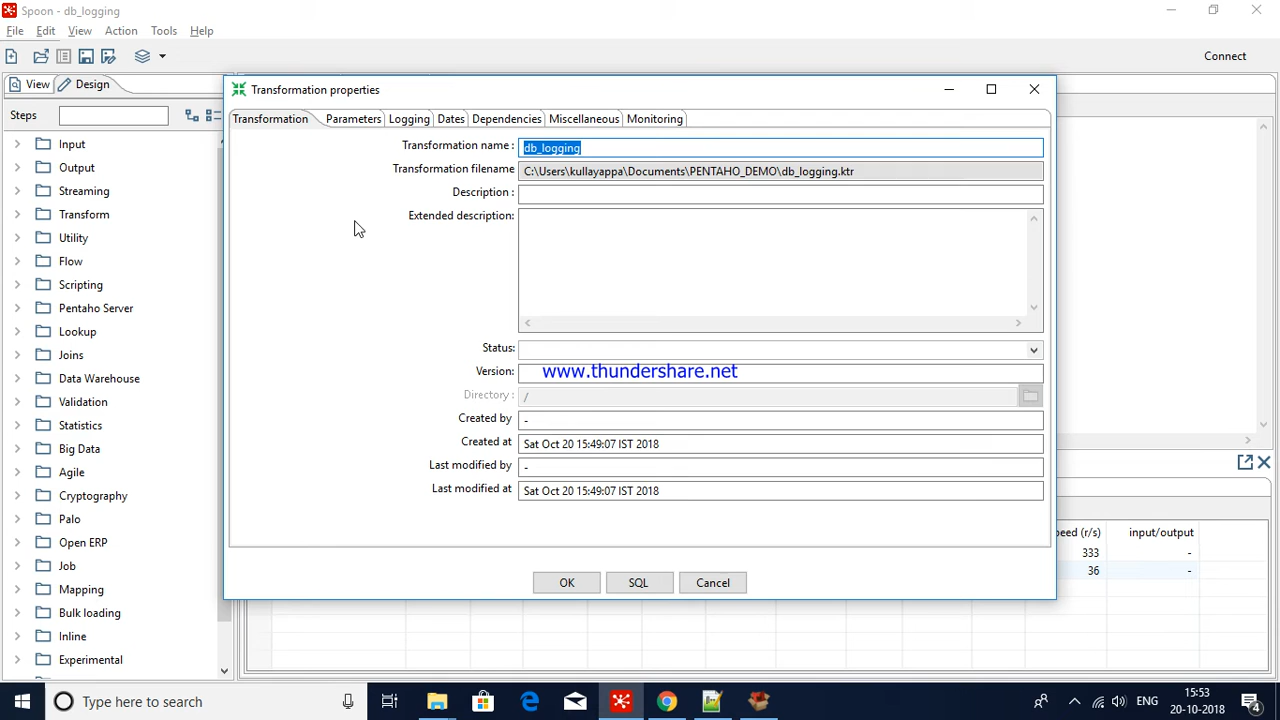 Spoon - db_logging
File Edit View Action Tools Help
Connect
View Design
Steps
Input
Output
Streaming
Transform
Utility
Flow
Scripting
Pentaho Server
Lookup
Joins
Data Warehouse
Validation
Statistics
Big Data
Agile
Cryptography
Palo
Open ERP
Job
Mapping
Bulk loading
Inline
Experimental
Transformation properties
Transformation Parameters Logging Dates Dependencies Miscellaneous Monitoring
Transformation name : db_logging
Transformation filename C:\Users\kullayappa\Documents\PENTAHO_DEMO\db_logging.ktr
Description :
Extended description:
Status:
Version: www.thundershare.net
Directory : /
Created by -
Created at Sat Oct 20 15:49:07 IST 2018
Last modified by -
Last modified at Sat Oct 20 15:49:07 IST 2018
OK SQL Cancel
peed (r/s) input/output
333 -
36 -
Type here to search
ENG
15:53
20-10-2018
4